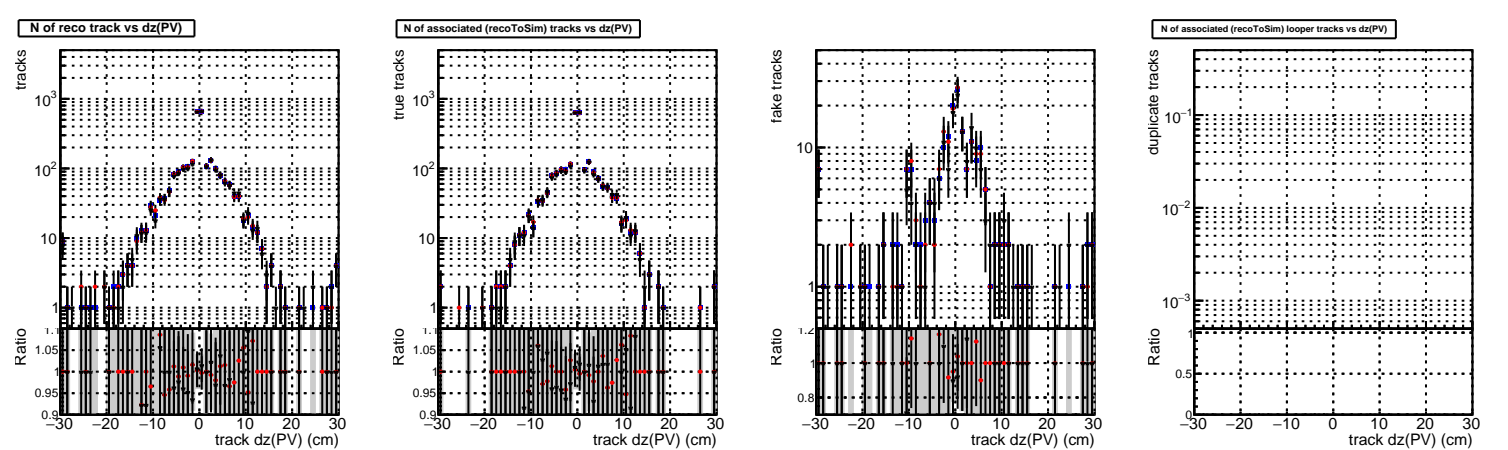 N of reco track vs dz(PV)
tracks
10³
10²
10
1
Ratio
1.1
1.05
1
0.95
0.9
−30 −20 −10 0 10 20 30
track dz(PV) (cm)
N of associated (recoToSim) tracks vs dz(PV)
true tracks
10³
10²
10
1
Ratio
1.1
1.05
1
0.95
0.9
−30 −20 −10 0 10 20 30
track dz(PV) (cm)
fake tracks
10
1
Ratio
1.2
1
0.8
−30 −20 −10 0 10 20 30
track dz(PV) (cm)
N of associated (recoToSim) looper tracks vs dz(PV)
duplicate tracks
10⁻¹
10⁻²
10⁻³
Ratio
1
0.5
0
−30 −20 −10 0 10 20 30
track dz(PV) (cm)